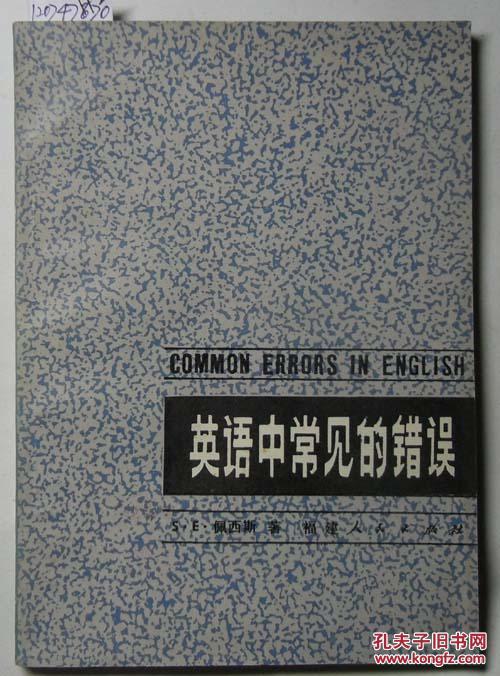 12047850
COMMON ERRORS IN ENGLISH
英语中常见的错误
S·E·佩西斯 著 福建人民出版社
孔夫子旧书网
www.kongfz.com